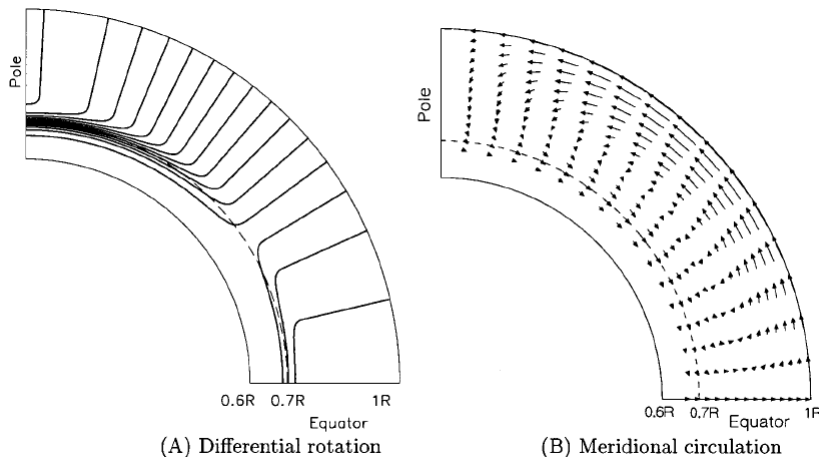 Pole
0.6R 0.7R 1R
Equator
(A) Differential rotation
Pole
0.6R 0.7R 1R
Equator
(B) Meridional circulation